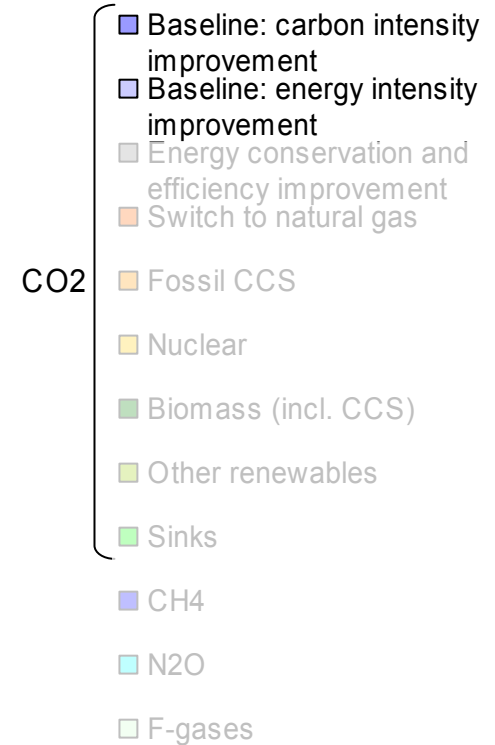 Baseline: carbon intensity
improvement
Baseline: energy intensity
improvement
Energy conservation and
efficiency improvement
Switch to natural gas
CO2
Fossil CCS
Nuclear
Biomass (incl. CCS)
Other renewables
Sinks
CH4
N2O
F-gases